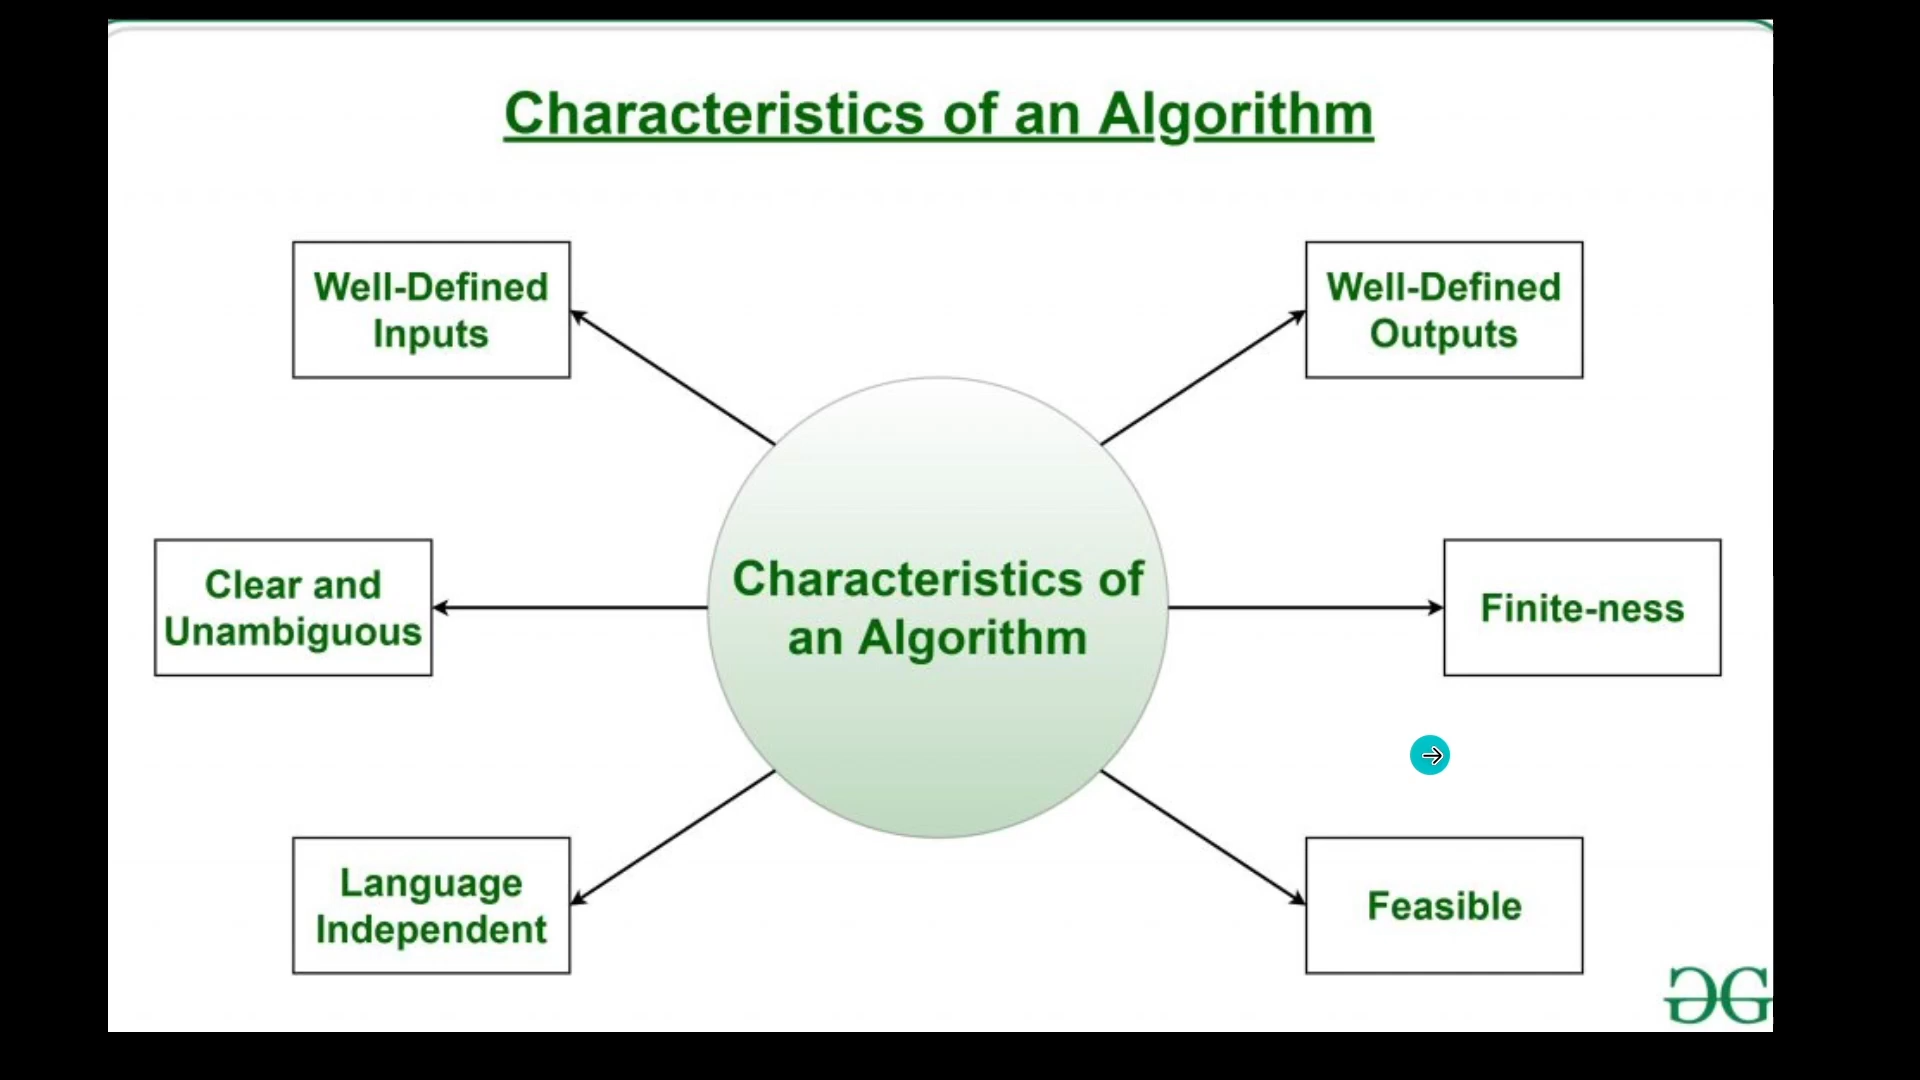 Characteristics of an Algorithm
Well-Defined
Inputs
Well-Defined
Outputs
Clear and
Unambiguous
Characteristics of
an Algorithm
Finite-ness
Language
Independent
Feasible